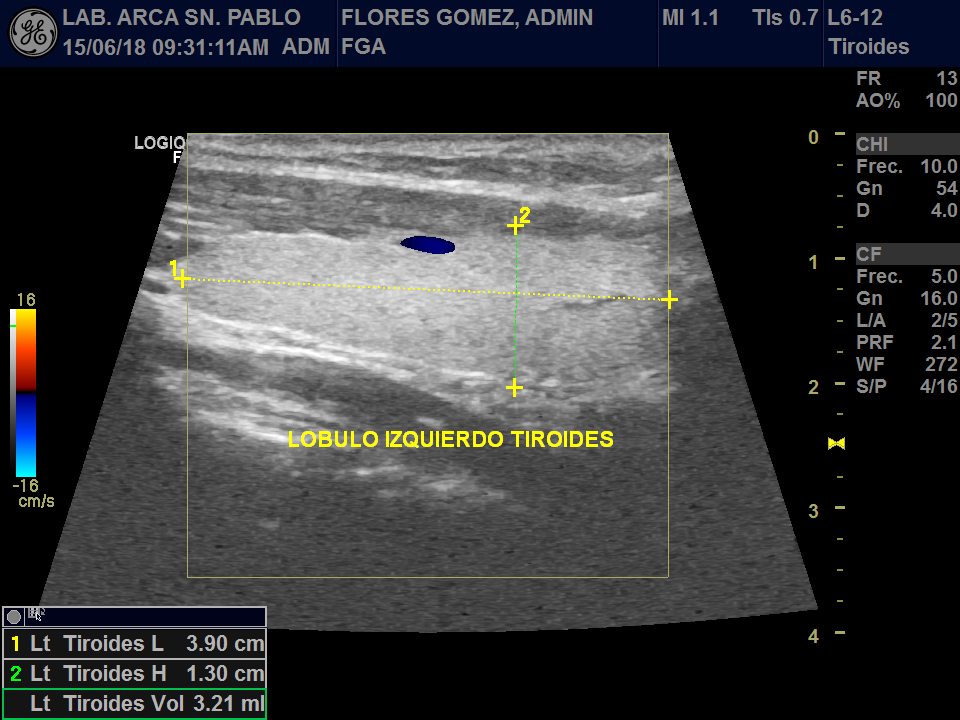 LAB. ARCA SN. PABLO
FLORES GOMEZ, ADMIN
MI 1.1 TIs 0.7
L6-12
15/06/18 09:31:11AM ADM
FGA
Tiroides
FR 13
AO% 100
CHI
Frec. 10.0
Gn 54
D 4.0
CF
Frec. 5.0
Gn 16.0
L/A 2/5
PRF 2.1
WF 272
S/P 4/16
LOGIQ
F
0
1
2
3
4
2
1
16
-16
cm/s
LOBULO IZQUIERDO TIROIDES
1 Lt Tiroides L 3.90 cm
2 Lt Tiroides H 1.30 cm
Lt Tiroides Vol 3.21 ml